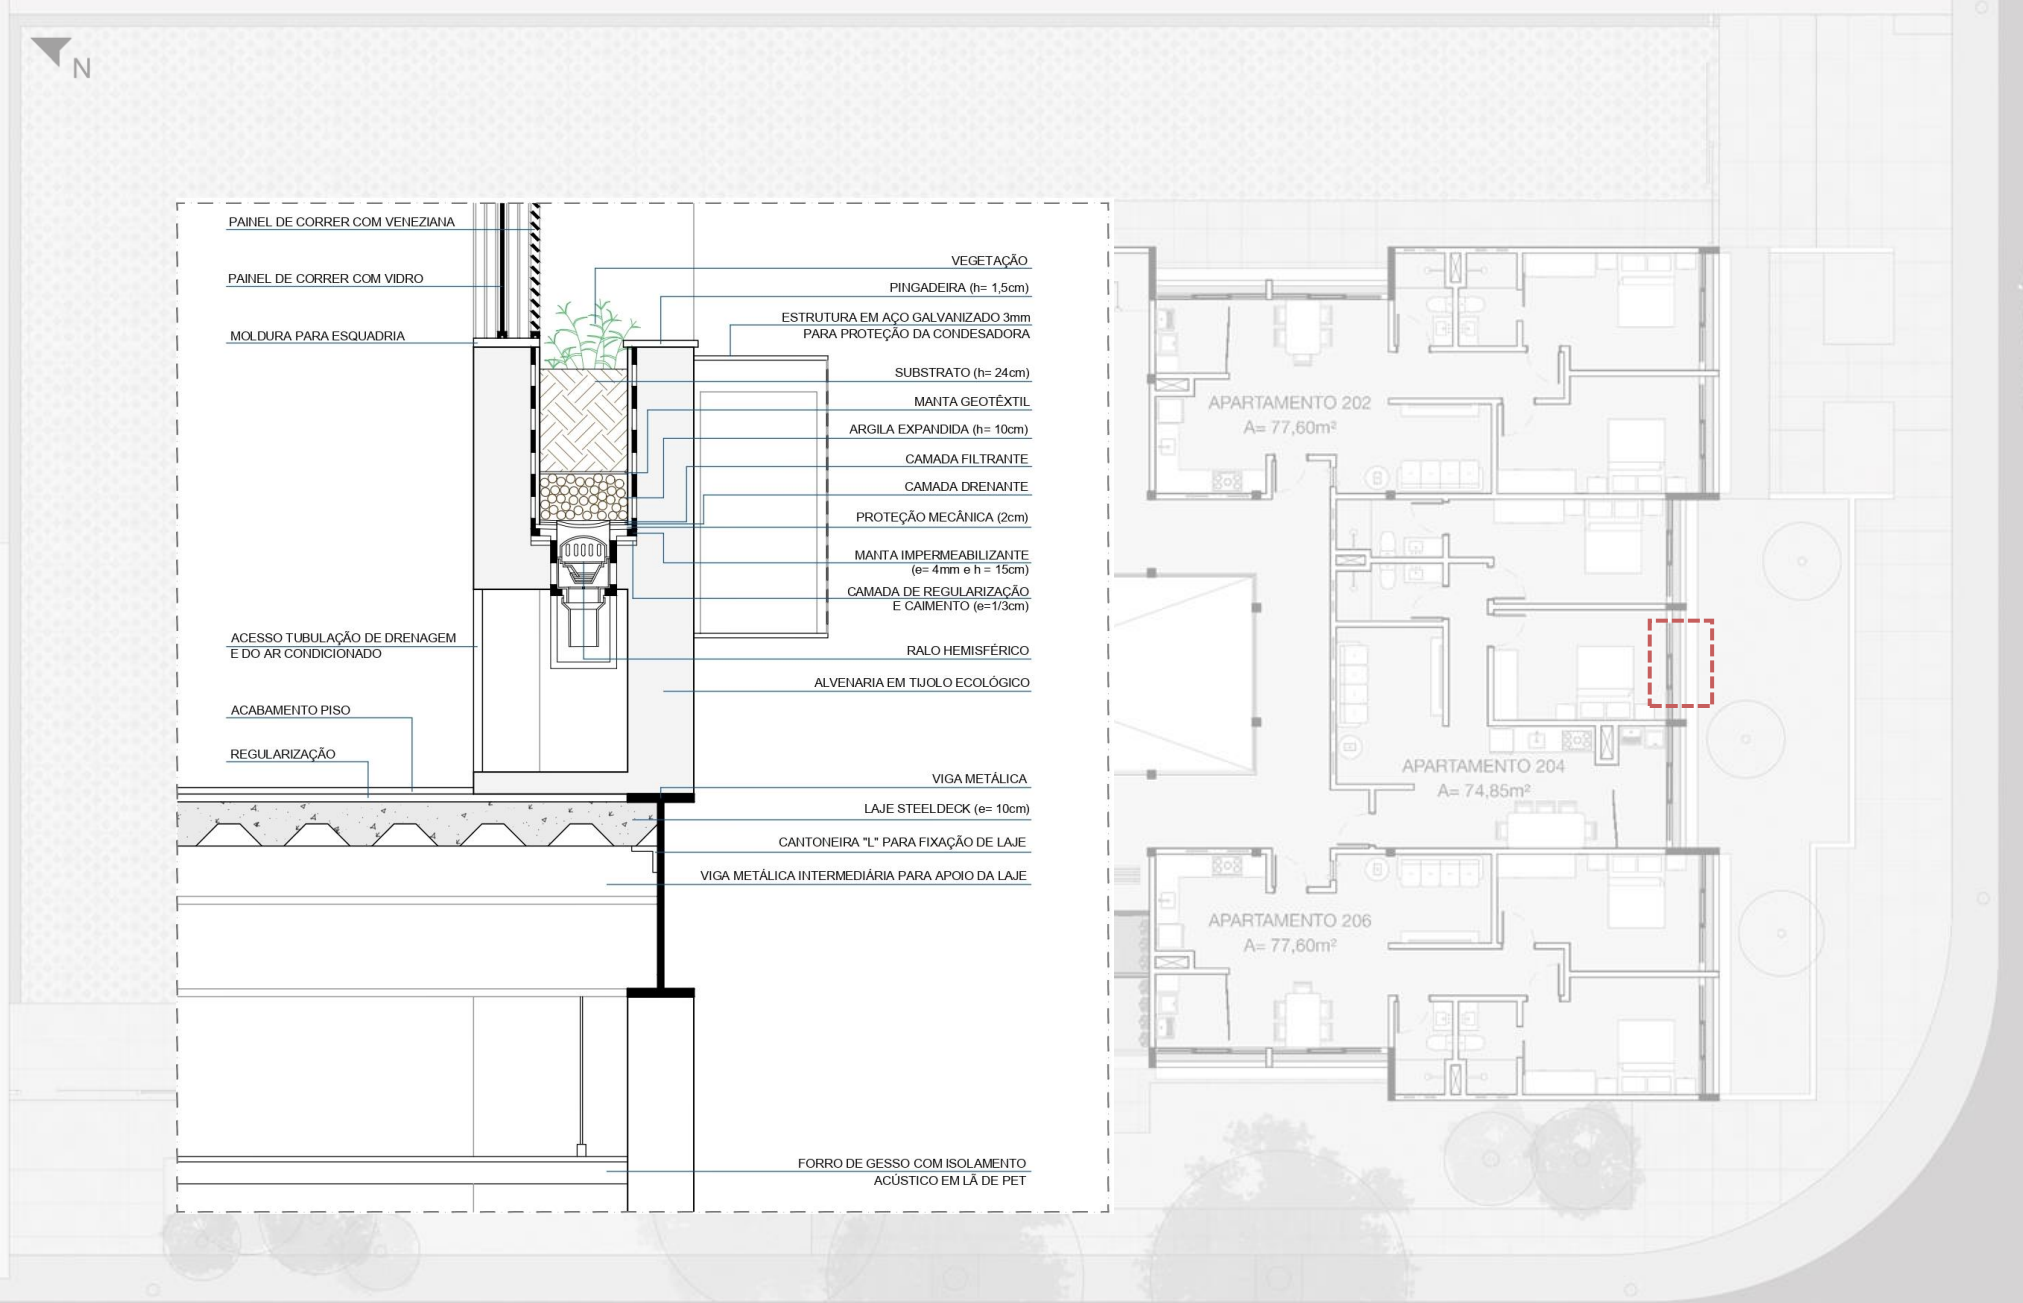 N
PAINEL DE CORRER COM VENEZIANA
PAINEL DE CORRER COM VIDRO
MOLDURA PARA ESQUADRIA
ACESSO TUBULAÇÃO DE DRENAGEM
E DO AR CONDICIONADO
ACABAMENTO PISO
REGULARIZAÇÃO
VEGETAÇÃO
PINGADEIRA (h= 1,5cm)
ESTRUTURA EM AÇO GALVANIZADO 3mm
PARA PROTEÇÃO DA CONDESADORA
SUBSTRATO (h= 24cm)
MANTA GEOTÊXTIL
ARGILA EXPANDIDA (h= 10cm)
CAMADA FILTRANTE
CAMADA DRENANTE
PROTEÇÃO MECÂNICA (2cm)
MANTA IMPERMEABILIZANTE
(e= 4mm e h = 15cm)
CAMADA DE REGULARIZAÇÃO
E CAIMENTO (e=1/3cm)
RALO HEMISFÉRICO
ALVENARIA EM TIJOLO ECOLÓGICO
VIGA METÁLICA
LAJE STEELDECK (e= 10cm)
CANTONEIRA "L" PARA FIXAÇÃO DE LAJE
VIGA METÁLICA INTERMEDIÁRIA PARA APOIO DA LAJE
FORRO DE GESSO COM ISOLAMENTO
ACÚSTICO EM LÃ DE PET
APARTAMENTO 202
A= 77,60m²
APARTAMENTO 204
A= 74,85m²
APARTAMENTO 206
A= 77,60m²